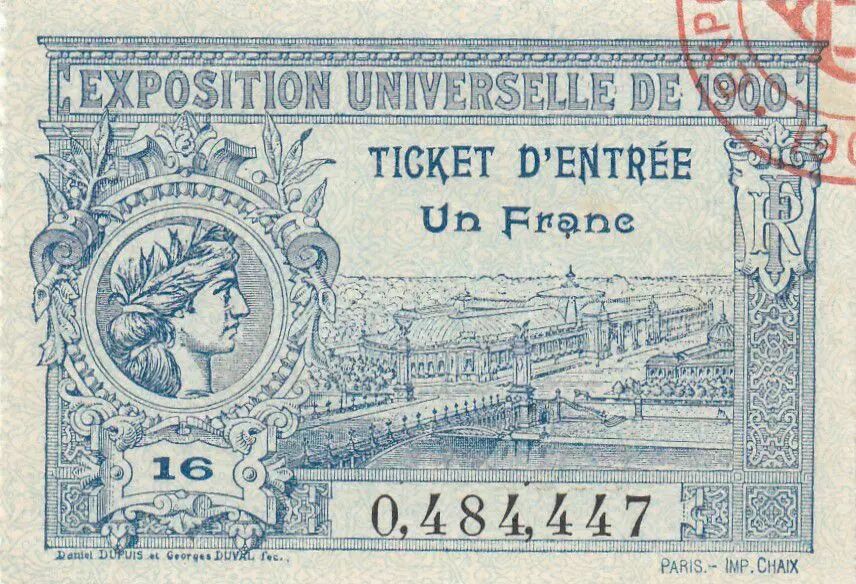 EXPOSITION UNIVERSELLE DE 1900
TICKET D'ENTRÉE
Un Franc
RF
16
0,484,447
Daniel DUPUIS et Georges DUVAL fec.
PARIS.- IMP. CHAIX